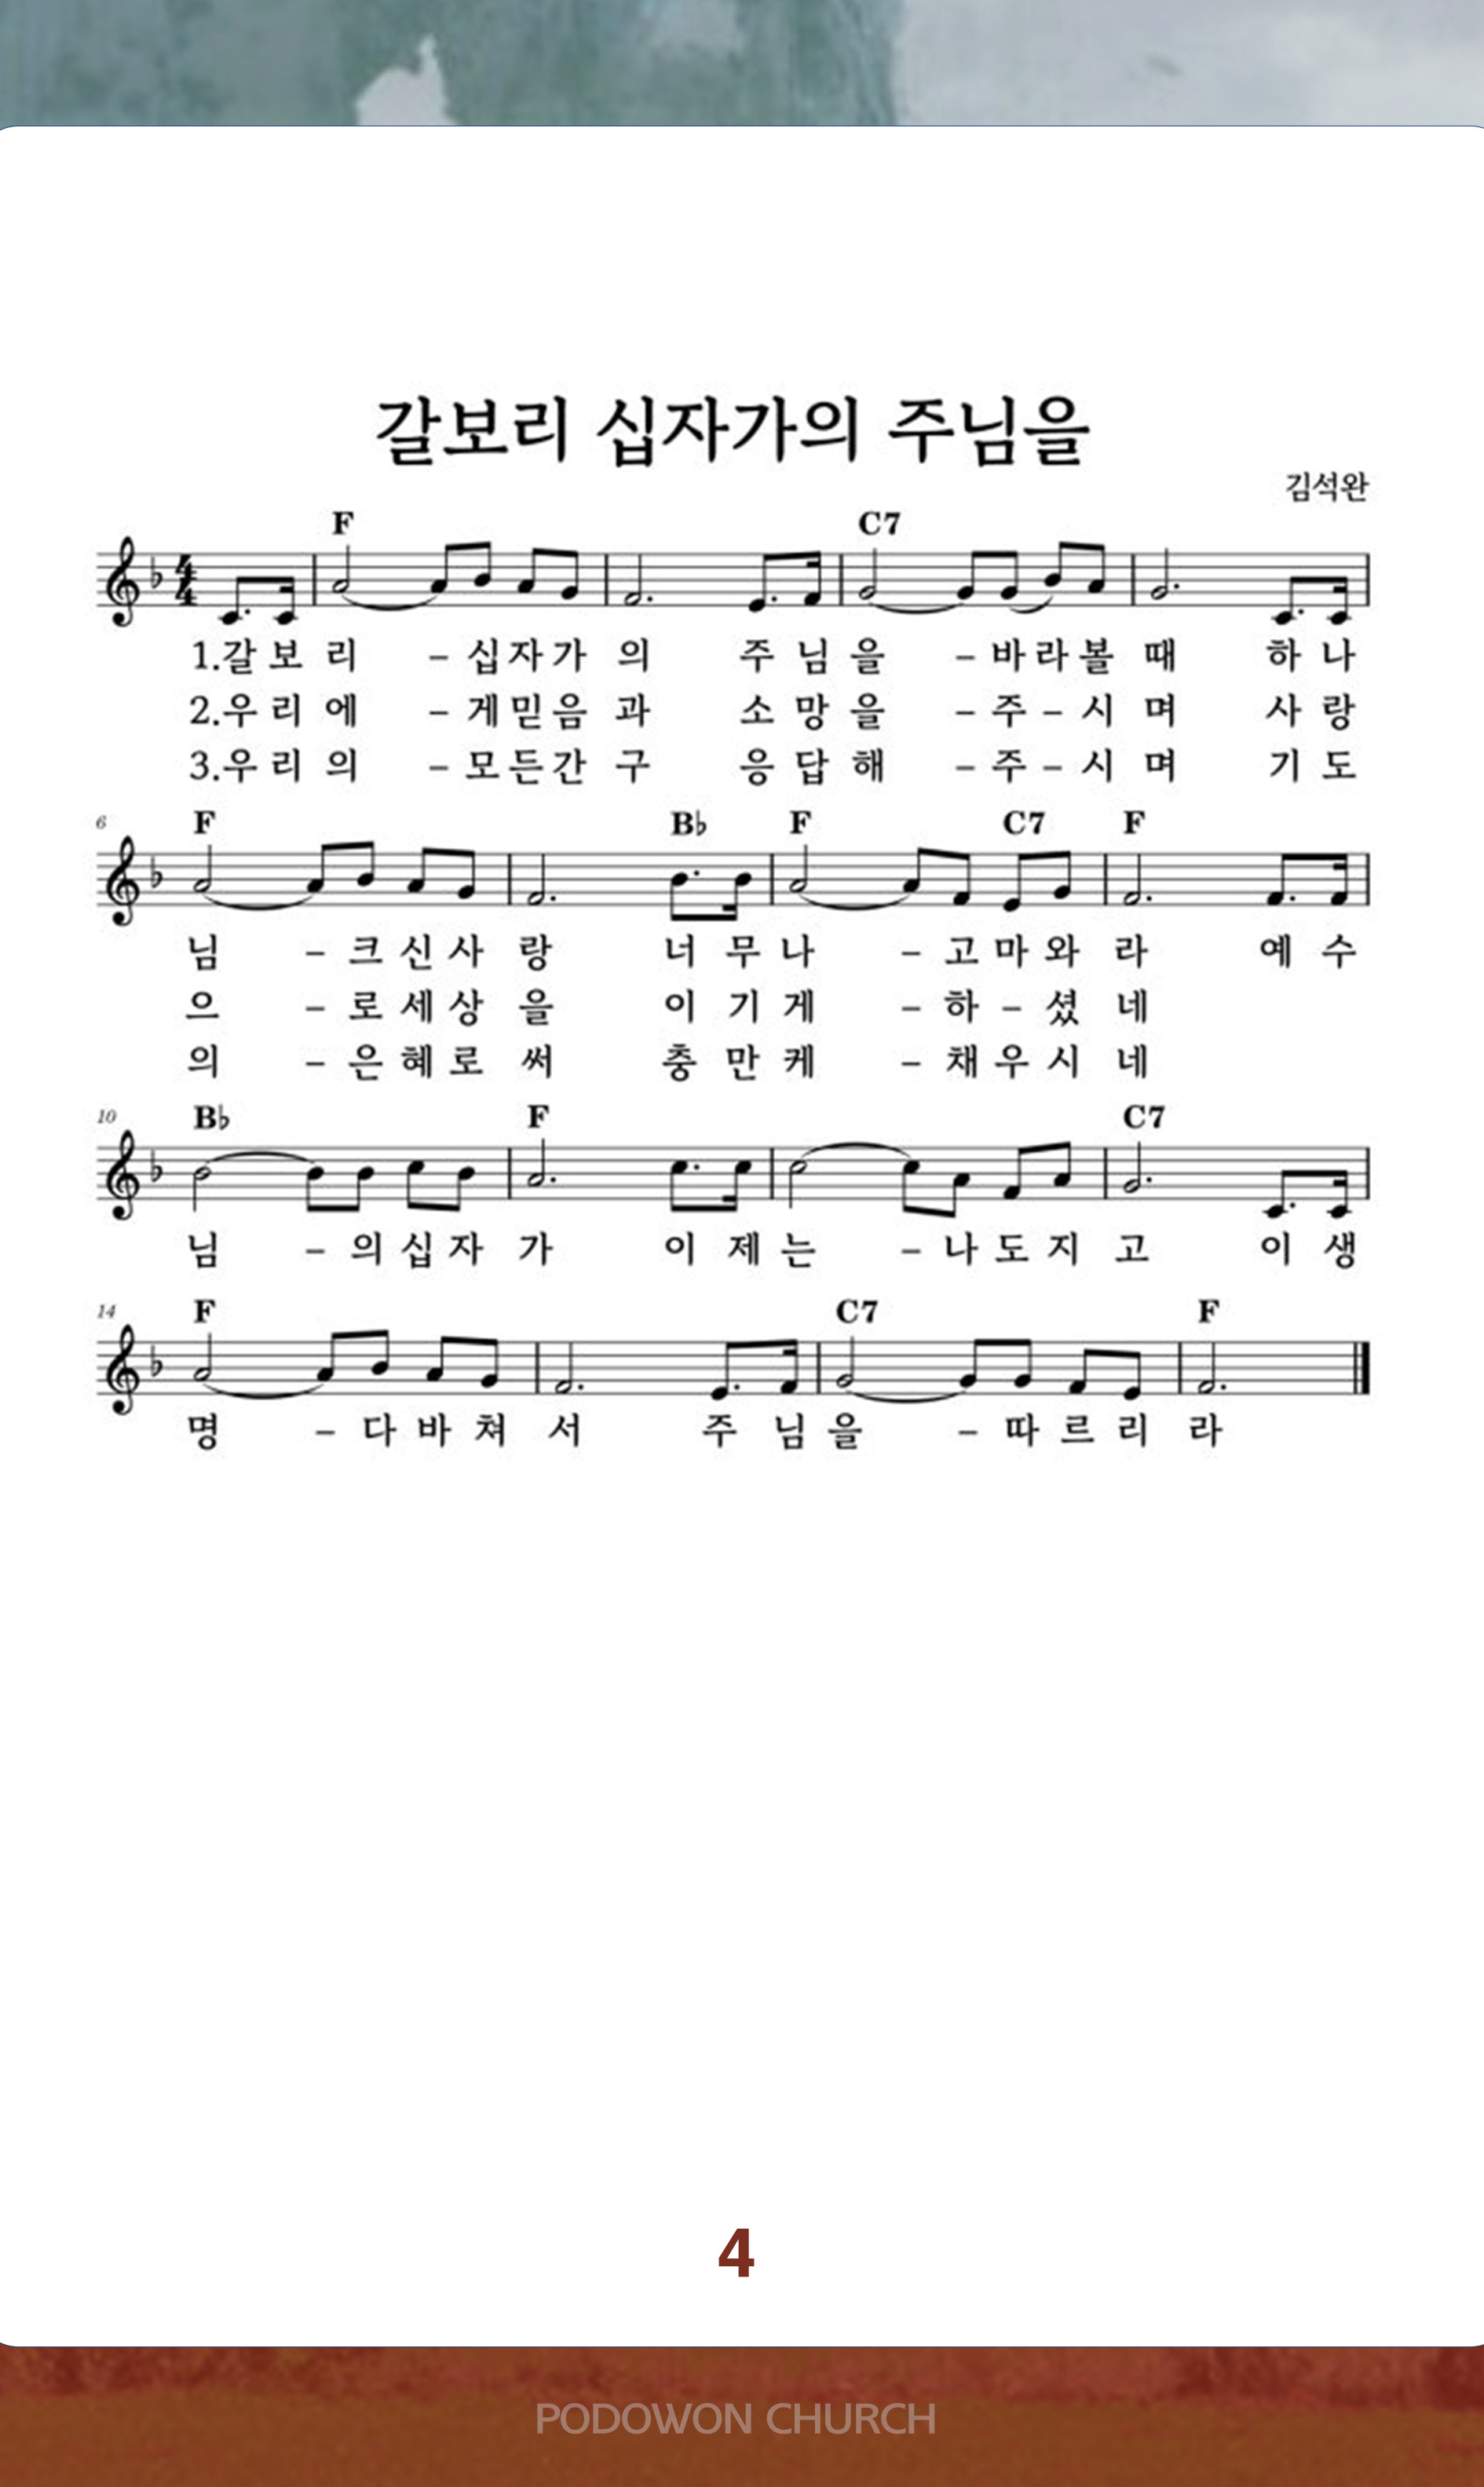 갈보리 십자가의 주님을
김석완
F C7
4
4
1.갈 보 리 – 십 자 가 의 주 님 을 – 바 라 볼 때 하 나
2.우 리 에 – 게 믿 음 과 소 망 을 – 주 – 시 며 사 랑
3.우 리 의 – 모 든 간 구 응 답 해 – 주 – 시 며 기 도
6
F B♭ F C7 F
님 – 크 신 사 랑 너 무 나 – 고 마 와 라 예 수
으 – 로 세 상 을 이 기 게 – 하 – 셨 네
의 – 은 혜 로 써 충 만 케 – 채 우 시 네
10
B♭ F C7
님 – 의 십 자 가 이 제 는 – 나 도 지 고 이 생
14
F C7 F
명 – 다 바 쳐 서 주 님 을 – 따 르 리 라
4
PODOWON CHURCH